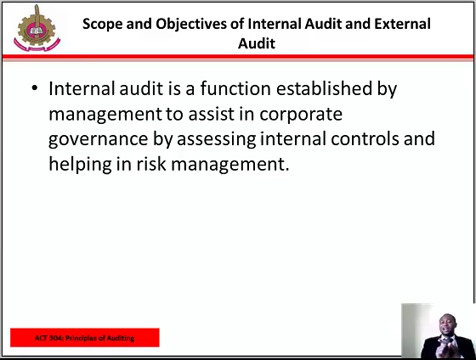 Scope and Objectives of Internal Audit and External
Audit
• Internal audit is a function established by
management to assist in corporate
governance by assessing internal controls and
helping in risk management.
ACT 304: Principles of Auditing